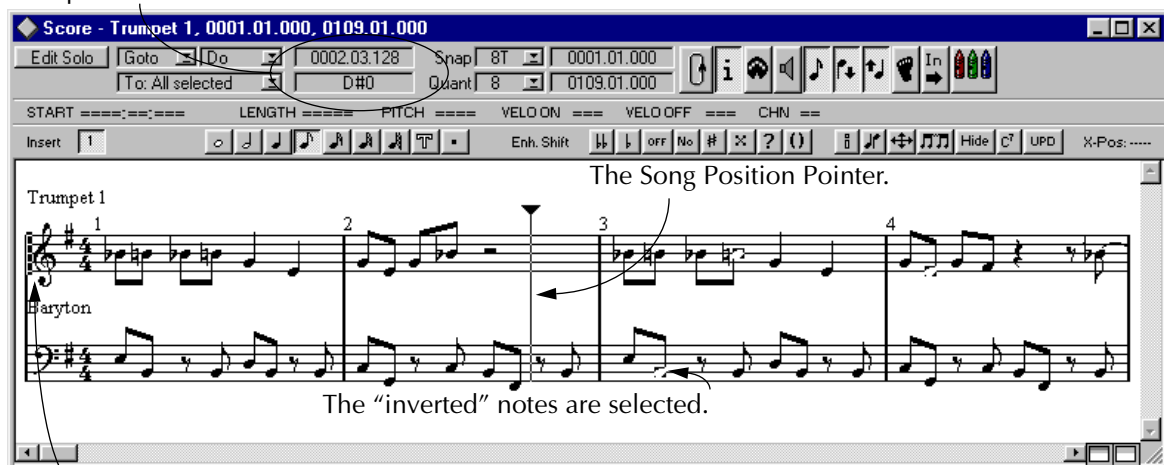 Score - Trumpet 1, 0001.01.000, 0109.01.000
Edit Solo Goto Do 0002.03.128 Snap 8T 0001.01.000 In
To: All selected D#0 Quant 8 0109.01.000
START ====:==:=== LENGTH ===== PITCH ==== VELO ON === VELO OFF === CHN ==
Insert 1 T Enh. Shift OFF No # x ? () Hide C7 UPD X-Pos: -----
The Song Position Pointer.
Trumpet 1
1 2 3 4
Baryton
The “inverted” notes are selected.